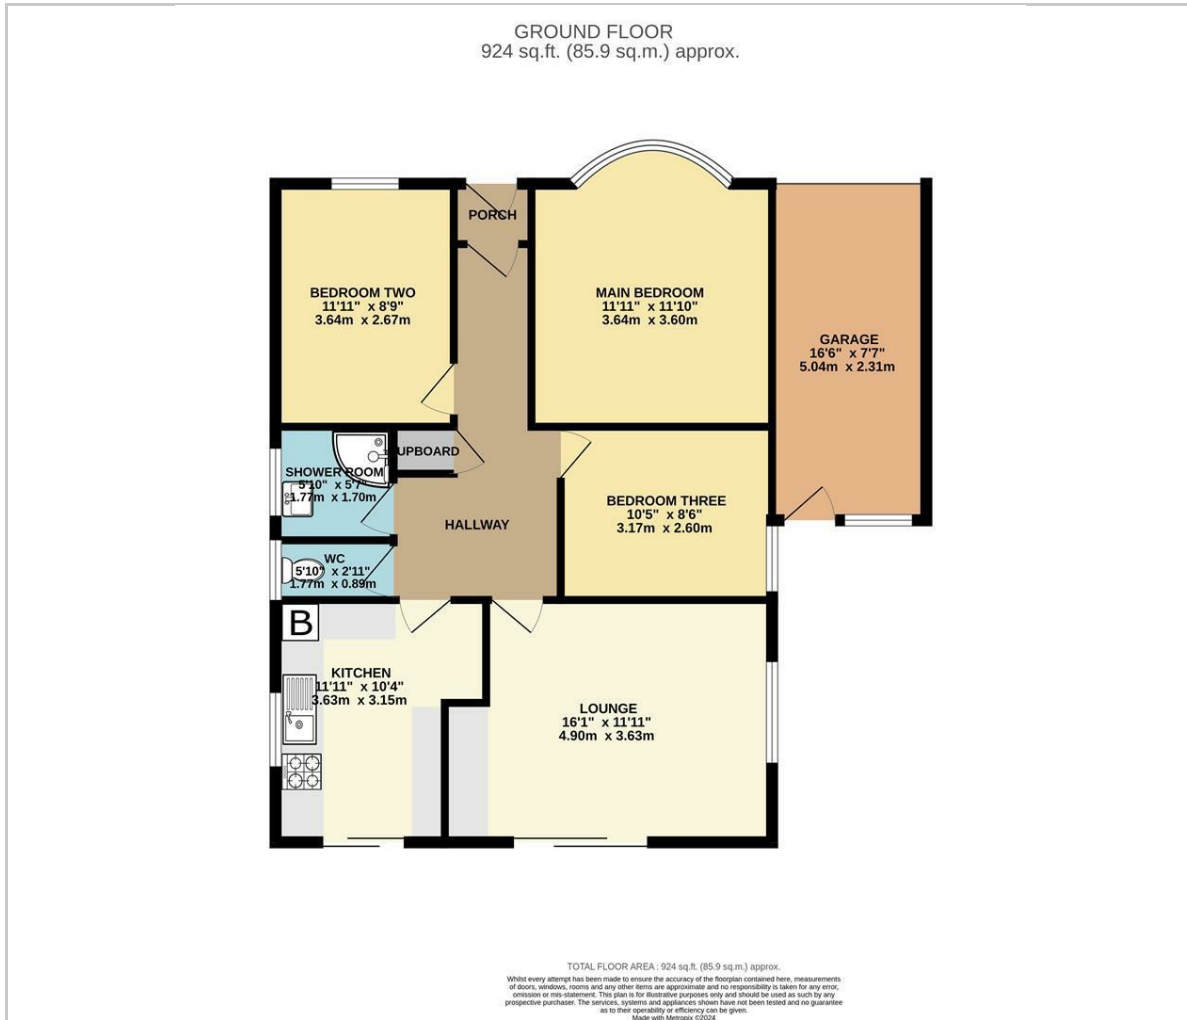 GROUND FLOOR
924 sq.ft. (85.9 sq.m.) approx.
PORCH
BEDROOM TWO
11'11" x 8'9"
3.64m x 2.67m
MAIN BEDROOM
11'11" x 11'10"
3.64m x 3.60m
GARAGE
16'6" x 7'7"
5.04m x 2.31m
UPBOARD
SHOWER ROOM
5'10" x 5'7"
1.77m x 1.70m
HALLWAY
BEDROOM THREE
10'5" x 8'6"
3.17m x 2.60m
WC
5'10" x 2'11"
1.77m x 0.89m
B
KITCHEN
11'11" x 10'4"
3.63m x 3.15m
LOUNGE
16'1" x 11'11"
4.90m x 3.63m
TOTAL FLOOR AREA : 924 sq.ft. (85.9 sq.m.) approx.
Whilst every attempt has been made to ensure the accuracy of the floorplan contained here, measurements
of doors, windows, rooms and any other items are approximate and no responsibility is taken for any error,
omission or mis-statement. This plan is for illustrative purposes only and should be used as such by any
prospective purchaser. The services, systems and appliances shown have not been tested and no guarantee
as to their operability or efficiency can be given.
Made with Metropix ©2024